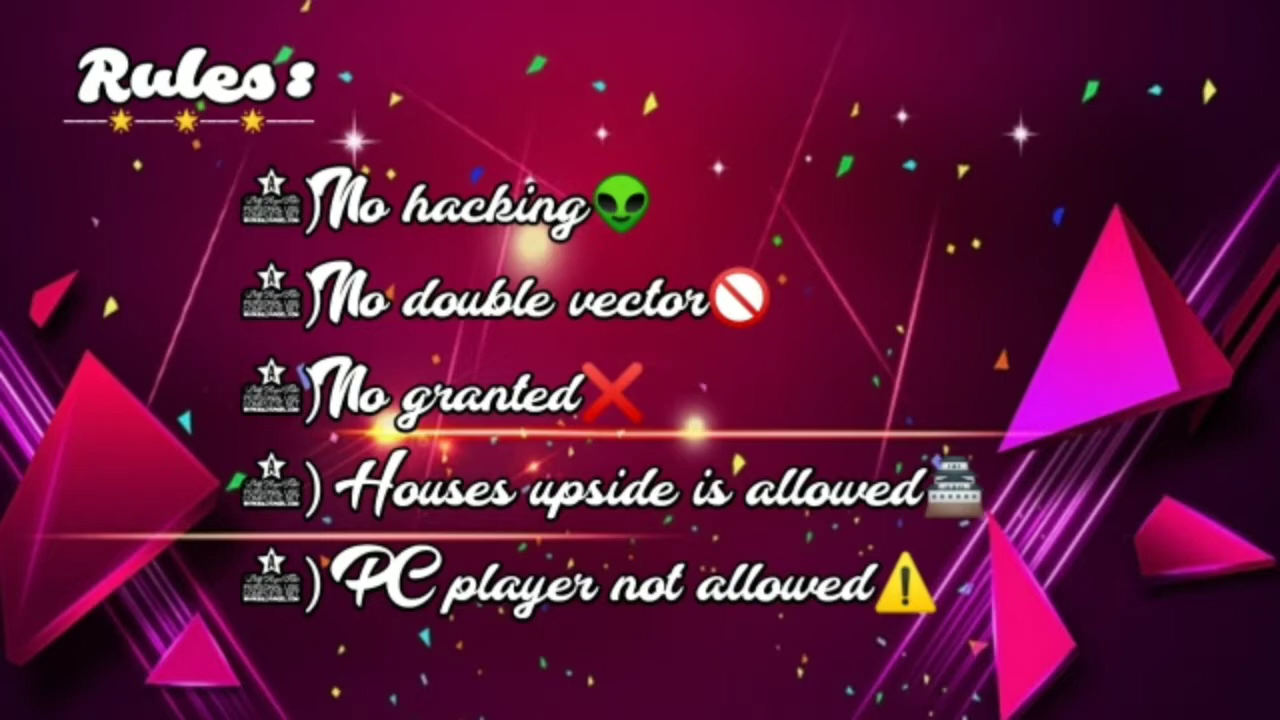 Rules :
)No hacking👽
)No double vector🚫
)No granted❌
) Houses upside is allowed🏯
) PC player not allowed⚠️